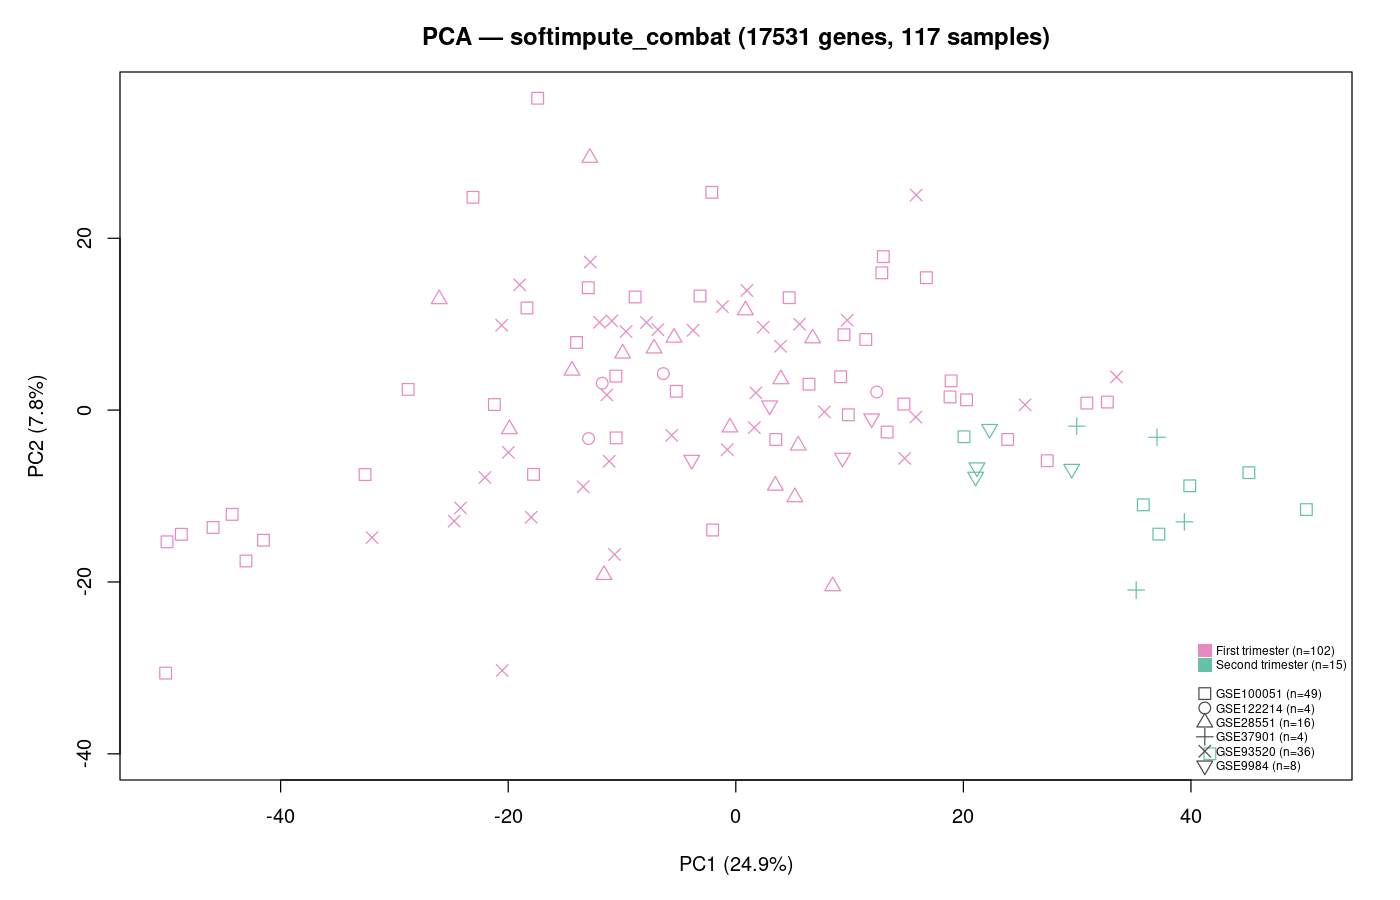 PCA — softimpute_combat (17531 genes, 117 samples)
20
0
-20
-40
PC2 (7.8%)
First trimester (n=102)
Second trimester (n=15)
GSE100051 (n=49)
GSE122214 (n=4)
GSE28551 (n=16)
GSE37901 (n=4)
GSE93520 (n=36)
GSE9984 (n=8)
-40 -20 0 20 40
PC1 (24.9%)